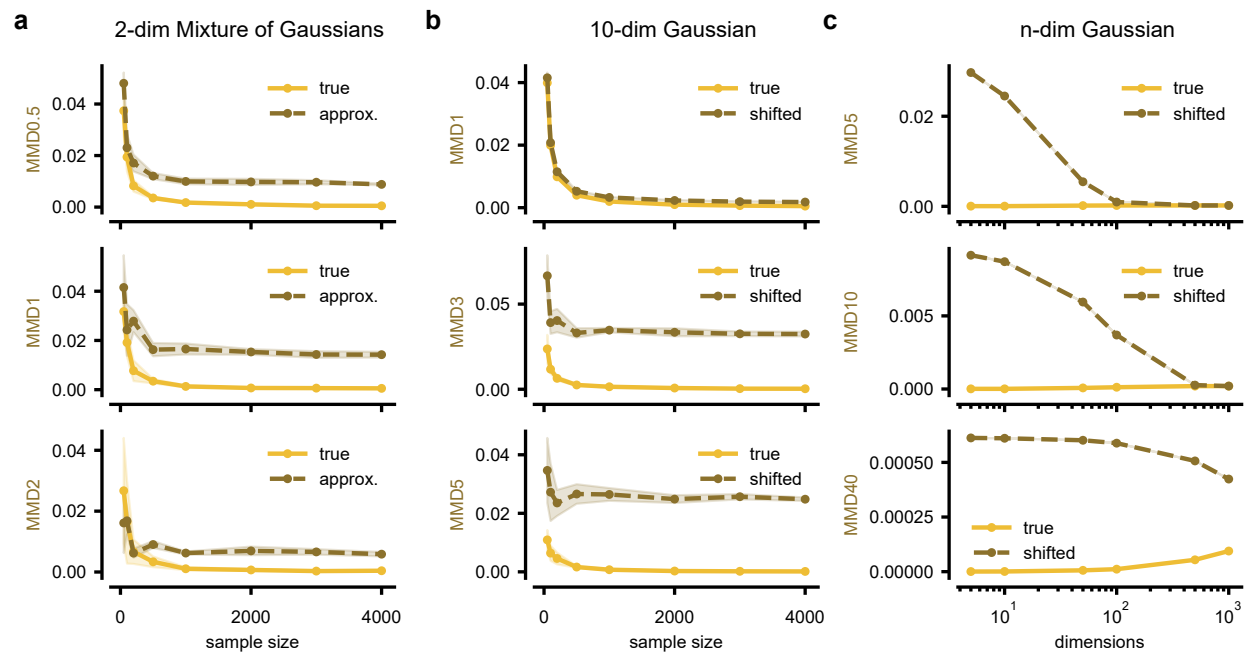 a
2-dim Mixture of Gaussians
MMD0.5
0.04
0.02
0.00
true
approx.
MMD1
0.04
0.02
0.00
true
approx.
MMD2
0.04
0.02
0.00
true
approx.
0
2000
4000
sample size
b
10-dim Gaussian
MMD1
0.04
0.02
0.00
true
shifted
MMD3
0.05
0.00
true
shifted
MMD5
0.04
0.02
0.00
true
shifted
0
2000
4000
sample size
c
n-dim Gaussian
MMD5
0.02
0.00
true
shifted
MMD10
0.005
0.000
true
shifted
MMD40
0.00050
0.00025
0.00000
true
shifted
10¹
10²
10³
dimensions